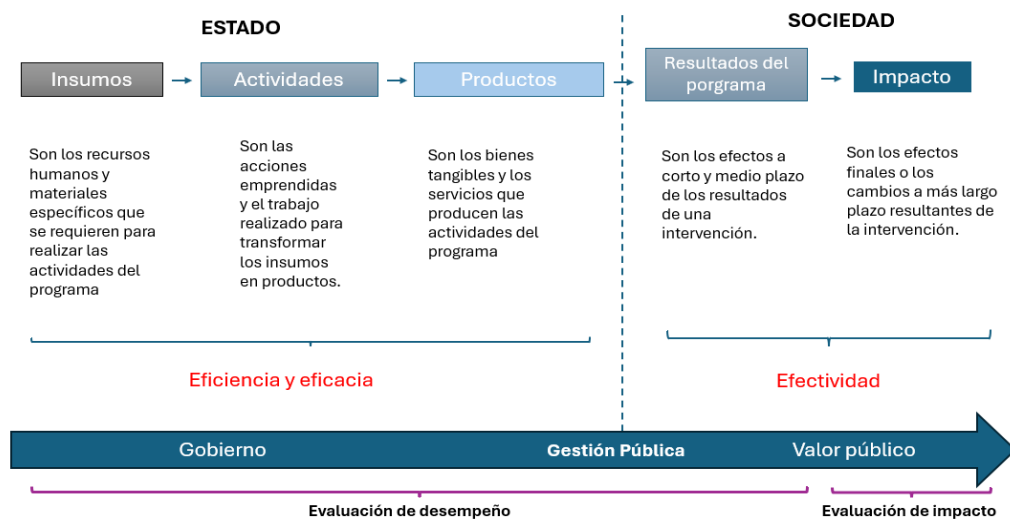 ESTADO
SOCIEDAD
Insumos
Actividades
Productos
Resultados del
porgrama
Impacto
Son los recursos
humanos y
materiales
específicos que
se requieren para
realizar las
actividades del
programa
Son las
acciones
emprendidas
y el trabajo
realizado para
transformar
los insumos
en productos.
Son los bienes
tangibles y los
servicios que
producen las
actividades del
programa
Son los efectos a
corto y medio plazo
de los resultados
de una
intervención.
Son los efectos
finales o los
cambios a más largo
plazo resultantes de
la intervención.
Eficiencia y eficacia
Efectividad
Gobierno
Gestión Pública
Valor público
Evaluación de desempeño
Evaluación de impacto